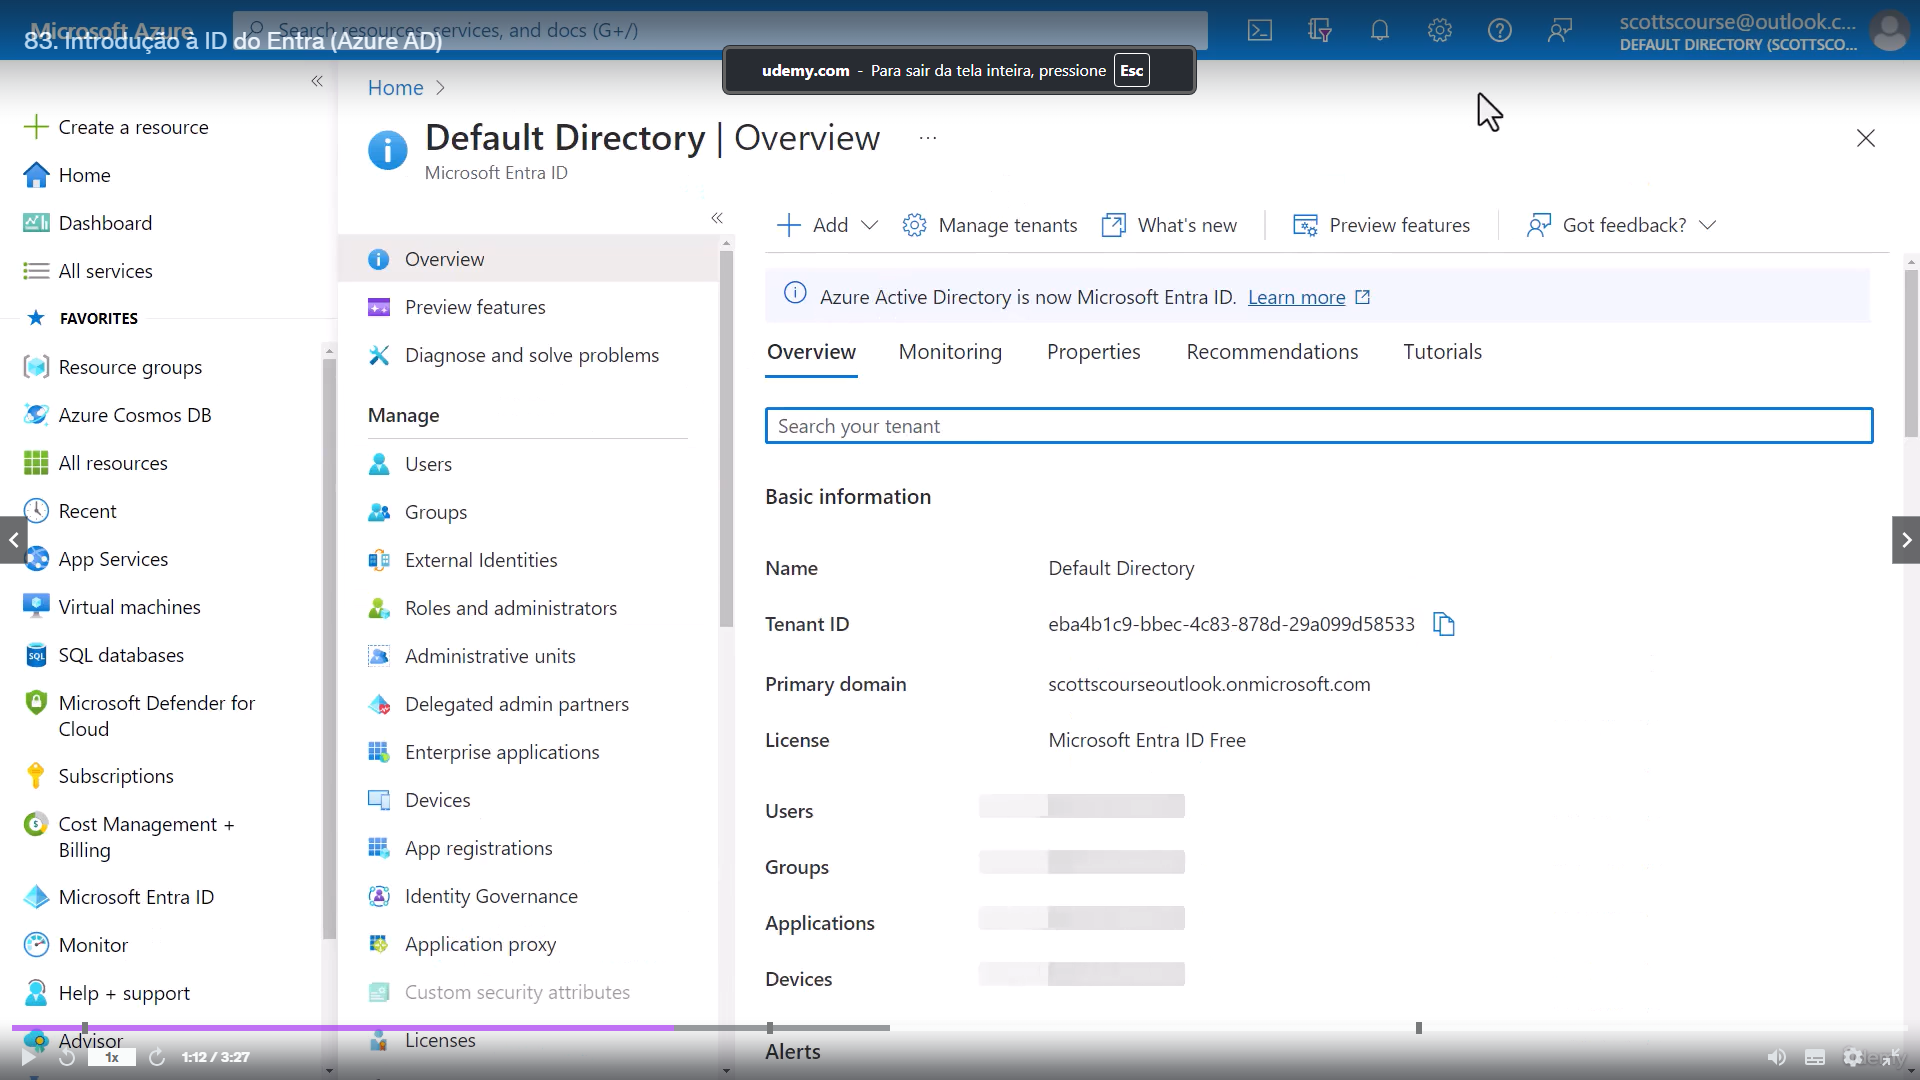 Microsoft Azure
83. Introdução à ID do Entra (Azure AD)
Search resources, services, and docs (G+/)
scottscourse@outlook.c...
DEFAULT DIRECTORY (SCOTTSCO...
udemy.com - Para sair da tela inteira, pressione Esc
Create a resource
Home
Dashboard
All services
FAVORITES
Resource groups
Azure Cosmos DB
All resources
Recent
App Services
Virtual machines
SQL databases
Microsoft Defender for
Cloud
Subscriptions
Cost Management +
Billing
Microsoft Entra ID
Monitor
Help + support
Advisor
Home
Default Directory | Overview
Microsoft Entra ID
Overview
Preview features
Diagnose and solve problems
Manage
Users
Groups
External Identities
Roles and administrators
Administrative units
Delegated admin partners
Enterprise applications
Devices
App registrations
Identity Governance
Application proxy
Custom security attributes
Licenses
Add
Manage tenants
What's new
Preview features
Got feedback?
Azure Active Directory is now Microsoft Entra ID. Learn more
Overview
Monitoring
Properties
Recommendations
Tutorials
Search your tenant
Basic information
Name Default Directory
Tenant ID eba4b1c9-bbec-4c83-878d-29a099d58533
Primary domain scottscourseoutlook.onmicrosoft.com
License Microsoft Entra ID Free
Users
Groups
Applications
Devices
Alerts
1x
1:12 / 3:27
udemy